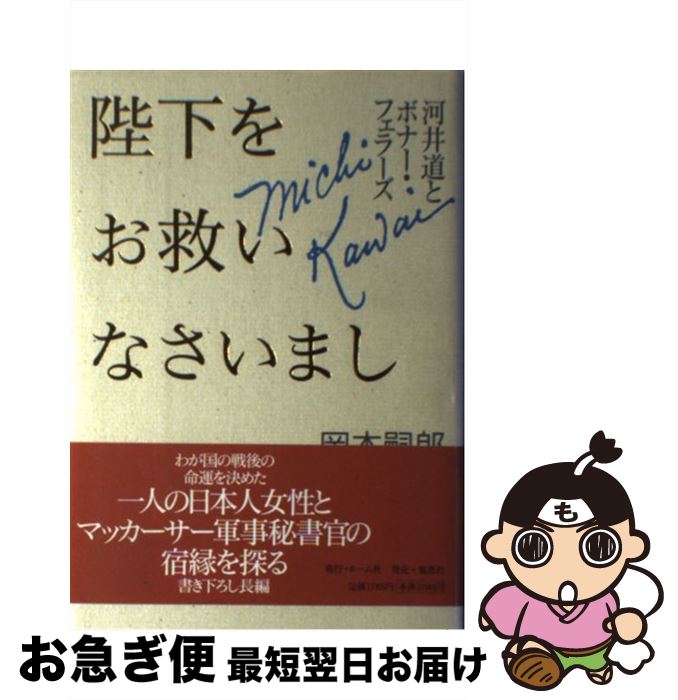 陛下を
お救い
なさいまし
河井道と
ボナー・
フェラーズ
Michi
Kawai
岡本嗣郎
わが国の戦後の
命運を決めた
一人の日本人女性と
マッカーサー軍事秘書官の
宿縁を探る
書き下ろし長編
発行・ホーム社 発売・集英社
も
お急ぎ便 最短翌日お届け